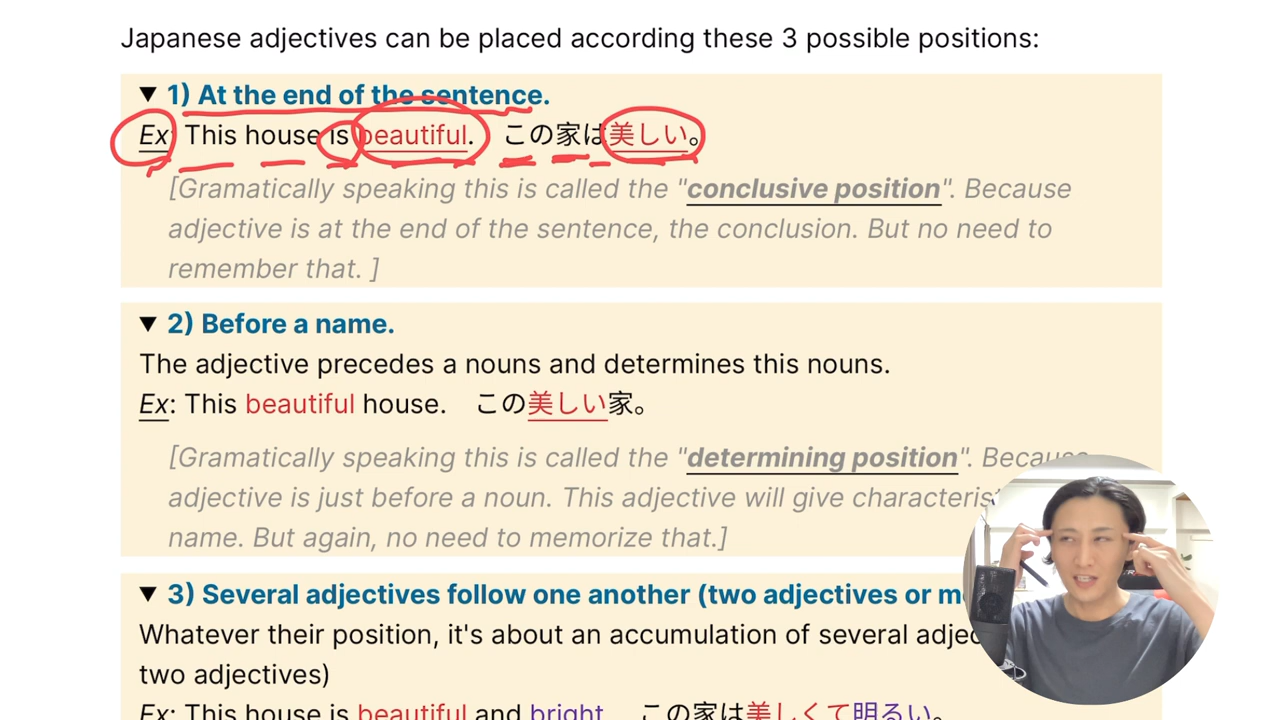 Japanese adjectives can be placed according these 3 possible positions:
▼ 1) At the end of the sentence.
Ex: This house is beautiful. この家は美しい。
[Gramatically speaking this is called the "conclusive position". Because
adjective is at the end of the sentence, the conclusion. But no need to
remember that. ]
▼ 2) Before a name.
The adjective precedes a nouns and determines this nouns.
Ex: This beautiful house. この美しい家。
[Gramatically speaking this is called the "determining position". Because
adjective is just before a noun. This adjective will give
name. But again, no need to memorize that.]
▼ 3) Several adjectives follow one another (two adjectives or
Whatever their position, it's about an accumulation of several
two adjectives)
Ex: This house is beautiful and bright. この家は美しくて明るい。